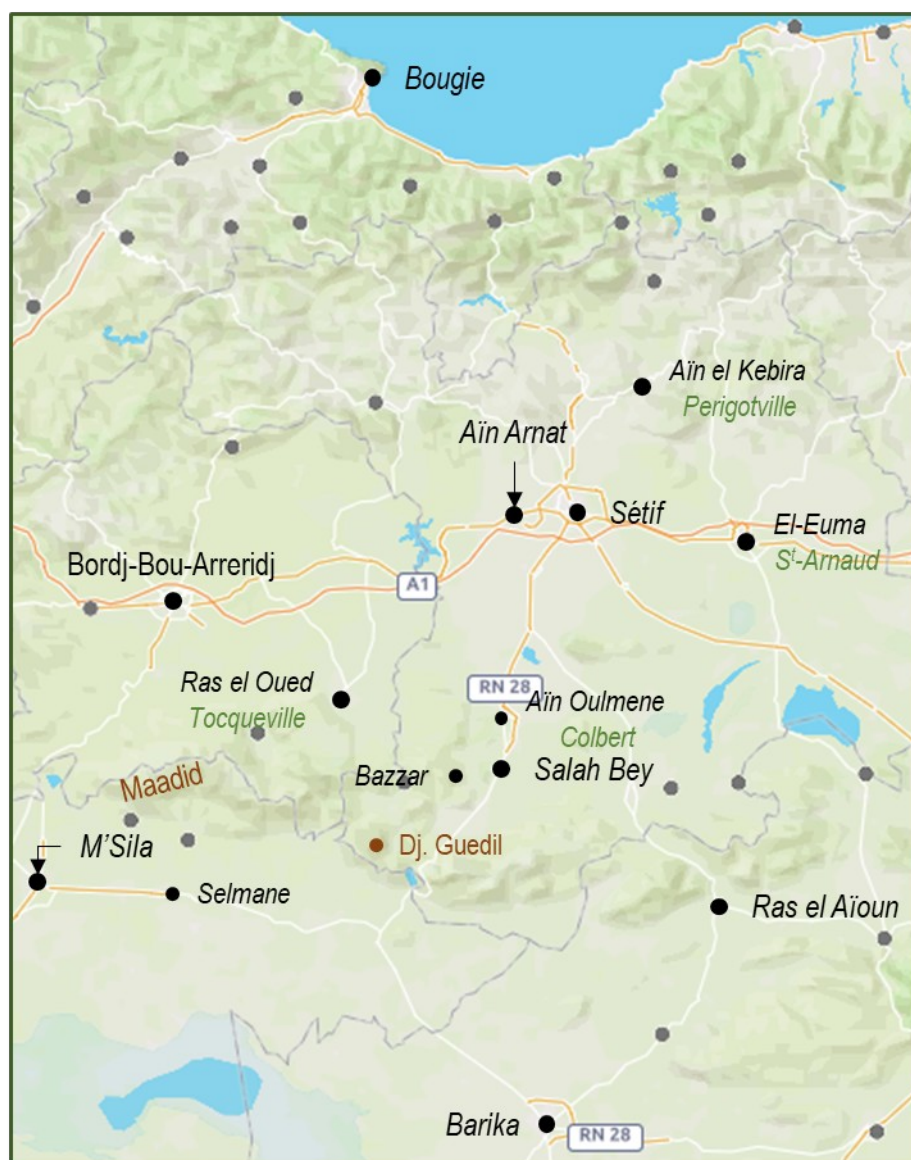 Bougie
Aïn el Kebira
Perigotville
Aïn Arnat
Sétif
El-Euma
Sᵗ-Arnaud
Bordj-Bou-Arreridj
A1
Ras el Oued
Tocqueville
RN 28
Aïn Oulmene
Colbert
Bazzar
Salah Bey
Maadid
Dj. Guedil
M'Sila
Selmane
Ras el Aïoun
Barika
RN 28